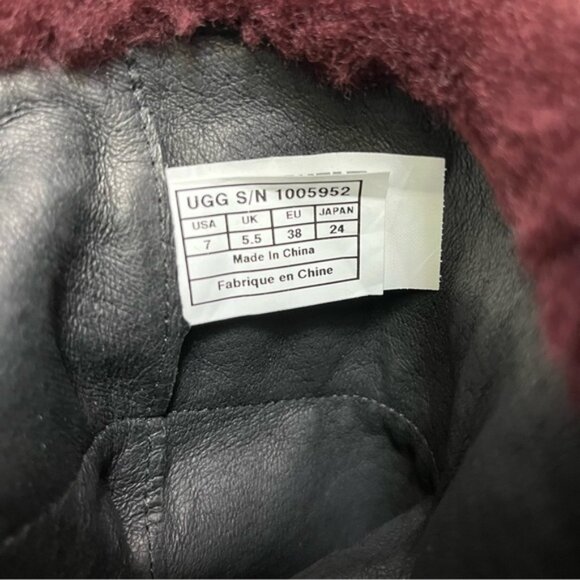 UGG S/N 1005952
USA UK EU JAPAN
7 5.5 38 24
Made In China
Fabrique en Chine